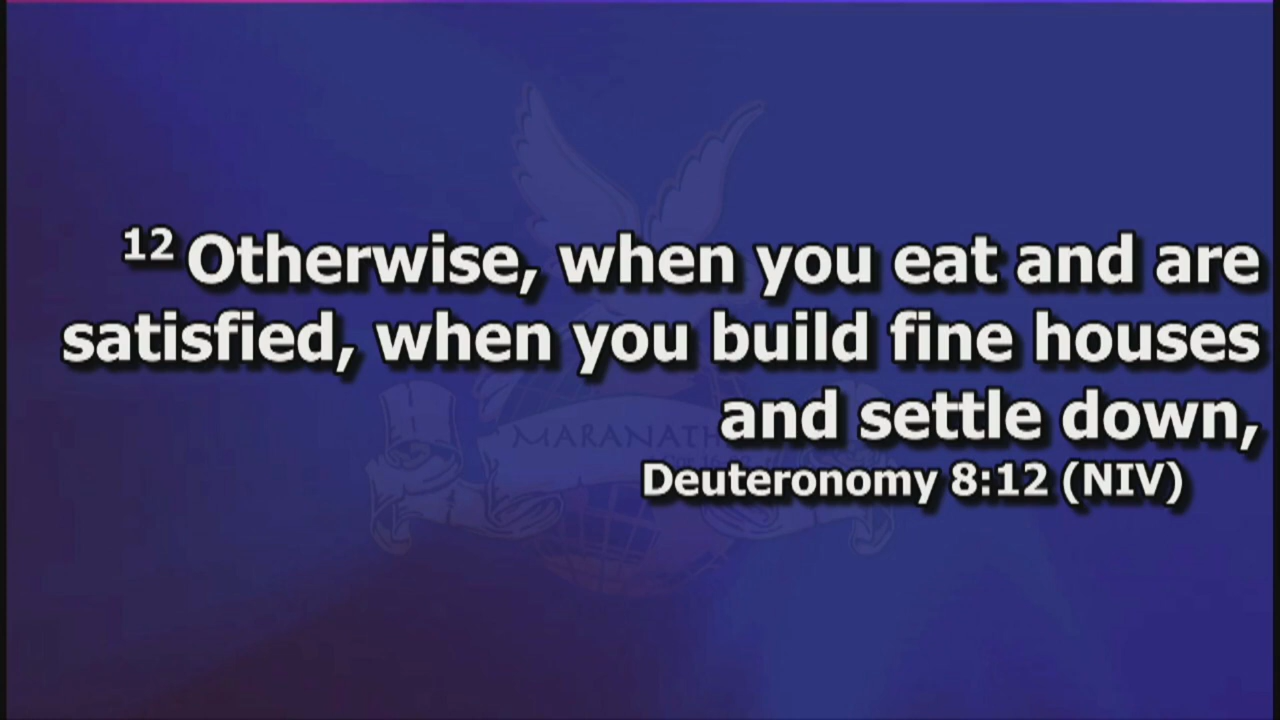 12 Otherwise, when you eat and are
satisfied, when you build fine houses
and settle down,
Deuteronomy 8:12 (NIV)